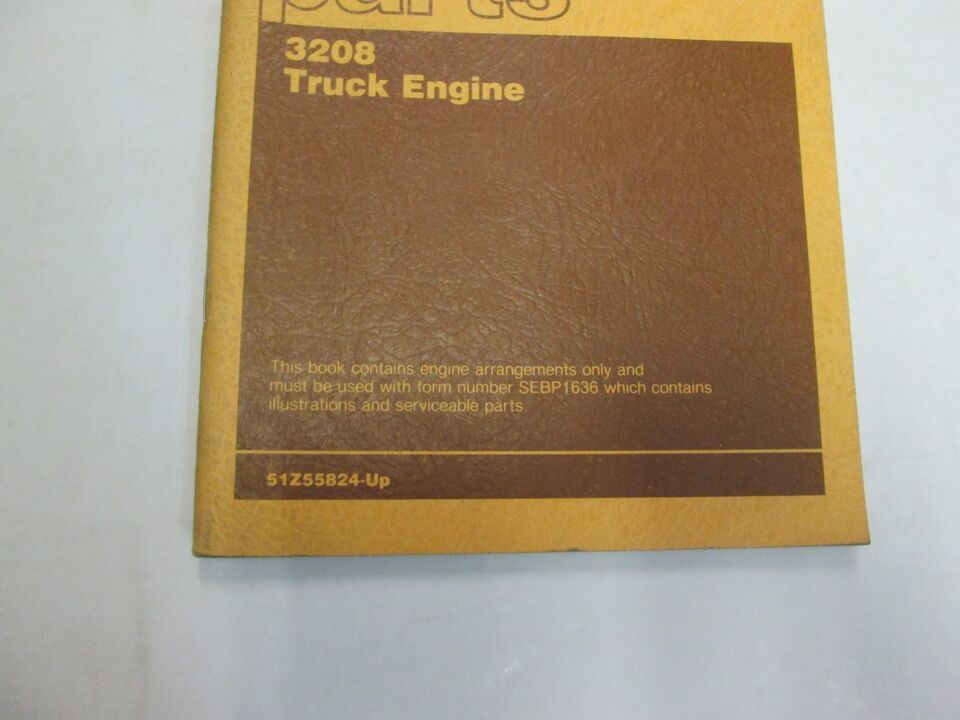 parts
3208
Truck Engine
This book contains engine arrangements only and
must be used with form number SEBP1636 which contains
illustrations and serviceable parts
51Z55824-Up